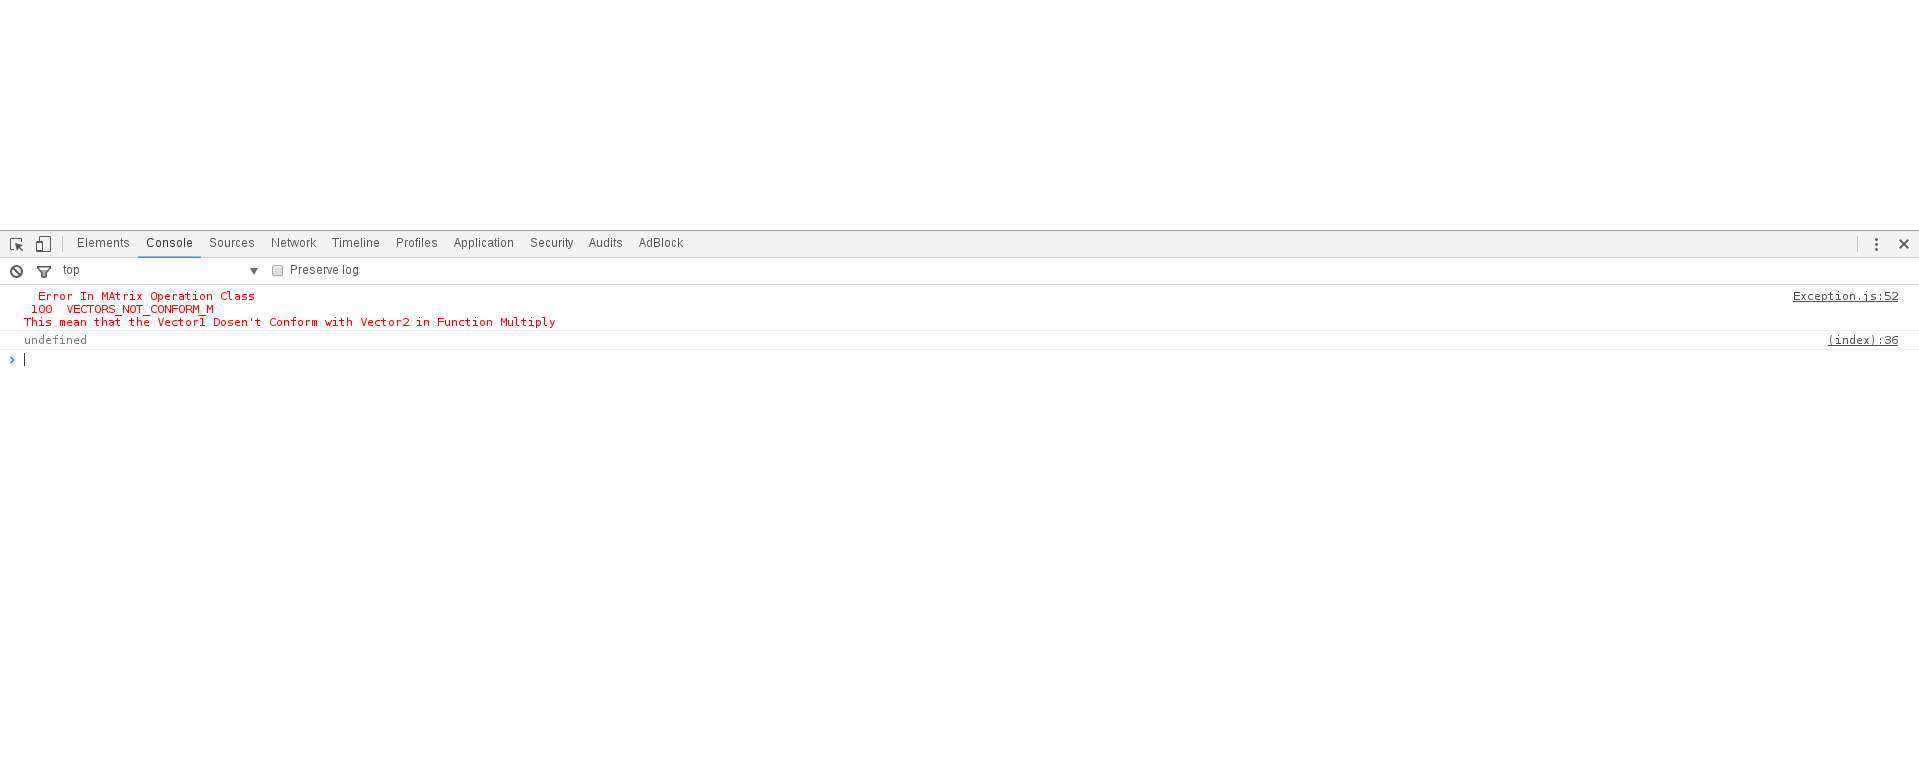 Elements Console Sources Network Timeline Profiles Application Security Audits AdBlock
top Preserve log
Error In MAtrix Operation Class Exception.js:52
100 VECTORS_NOT_CONFORM_M
This mean that the Vector1 Dosen't Conform with Vector2 in Function Multiply
undefined (index):36